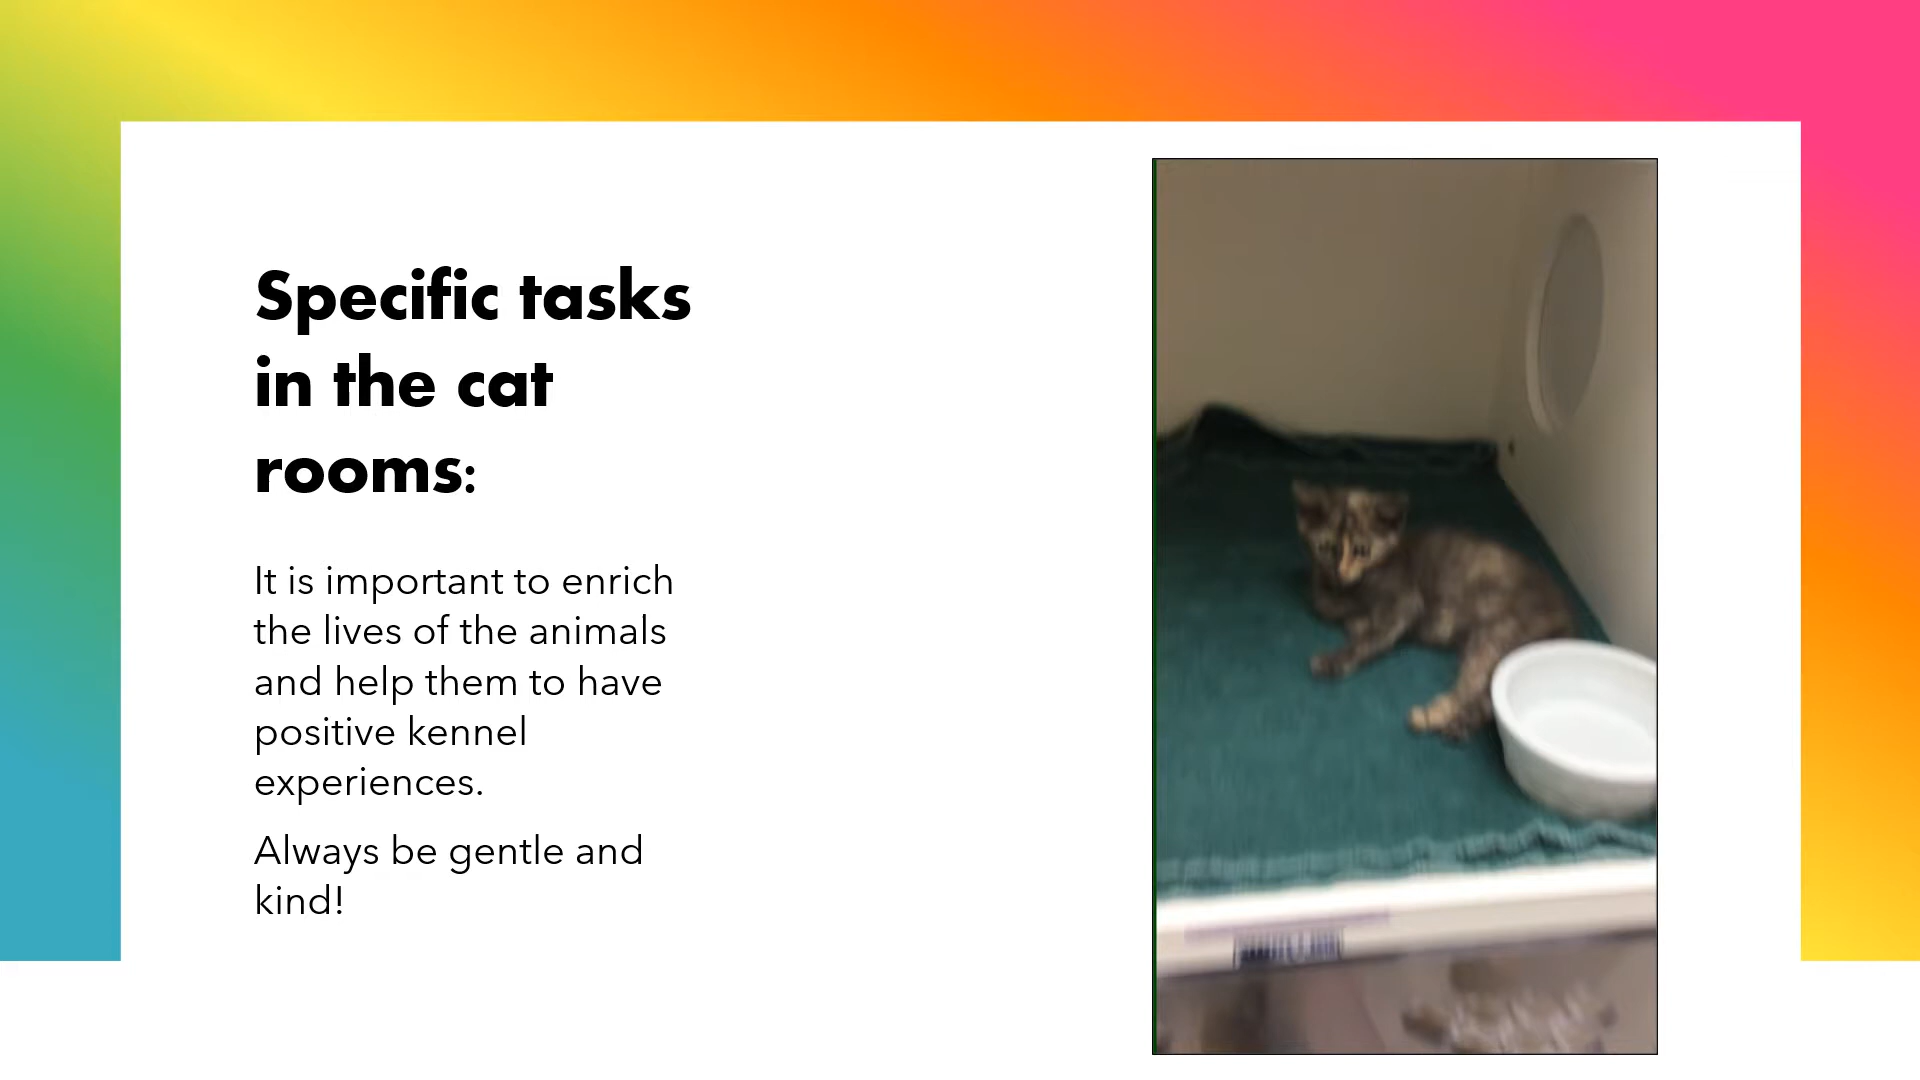 Specific tasks
in the cat
rooms:
It is important to enrich
the lives of the animals
and help them to have
positive kennel
experiences.
Always be gentle and
kind!